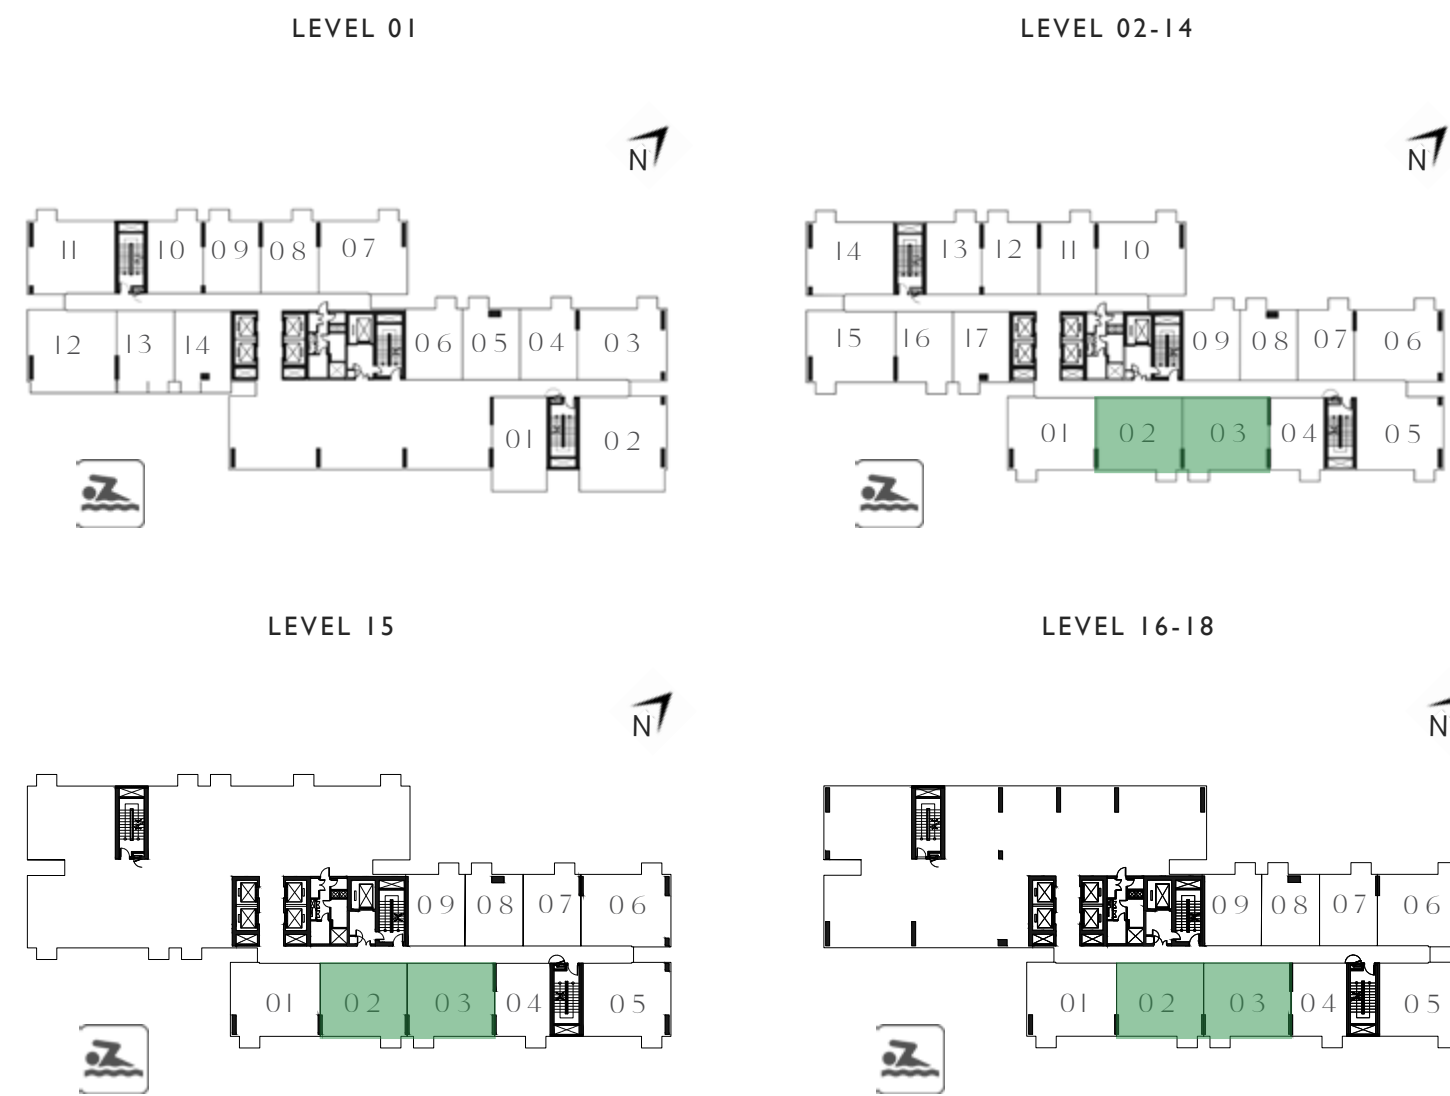 LEVEL 01
LEVEL 02-14
N
N
11 10 09 08 07
14 13 12 11 10
12 13 14 06 05 04 03
15 16 17 09 08 07 06
01 02
01 02 03 04 05
LEVEL 15
LEVEL 16-18
N
N
09 08 07 06
09 08 07 06
01 02 03 04 05
01 02 03 04 05